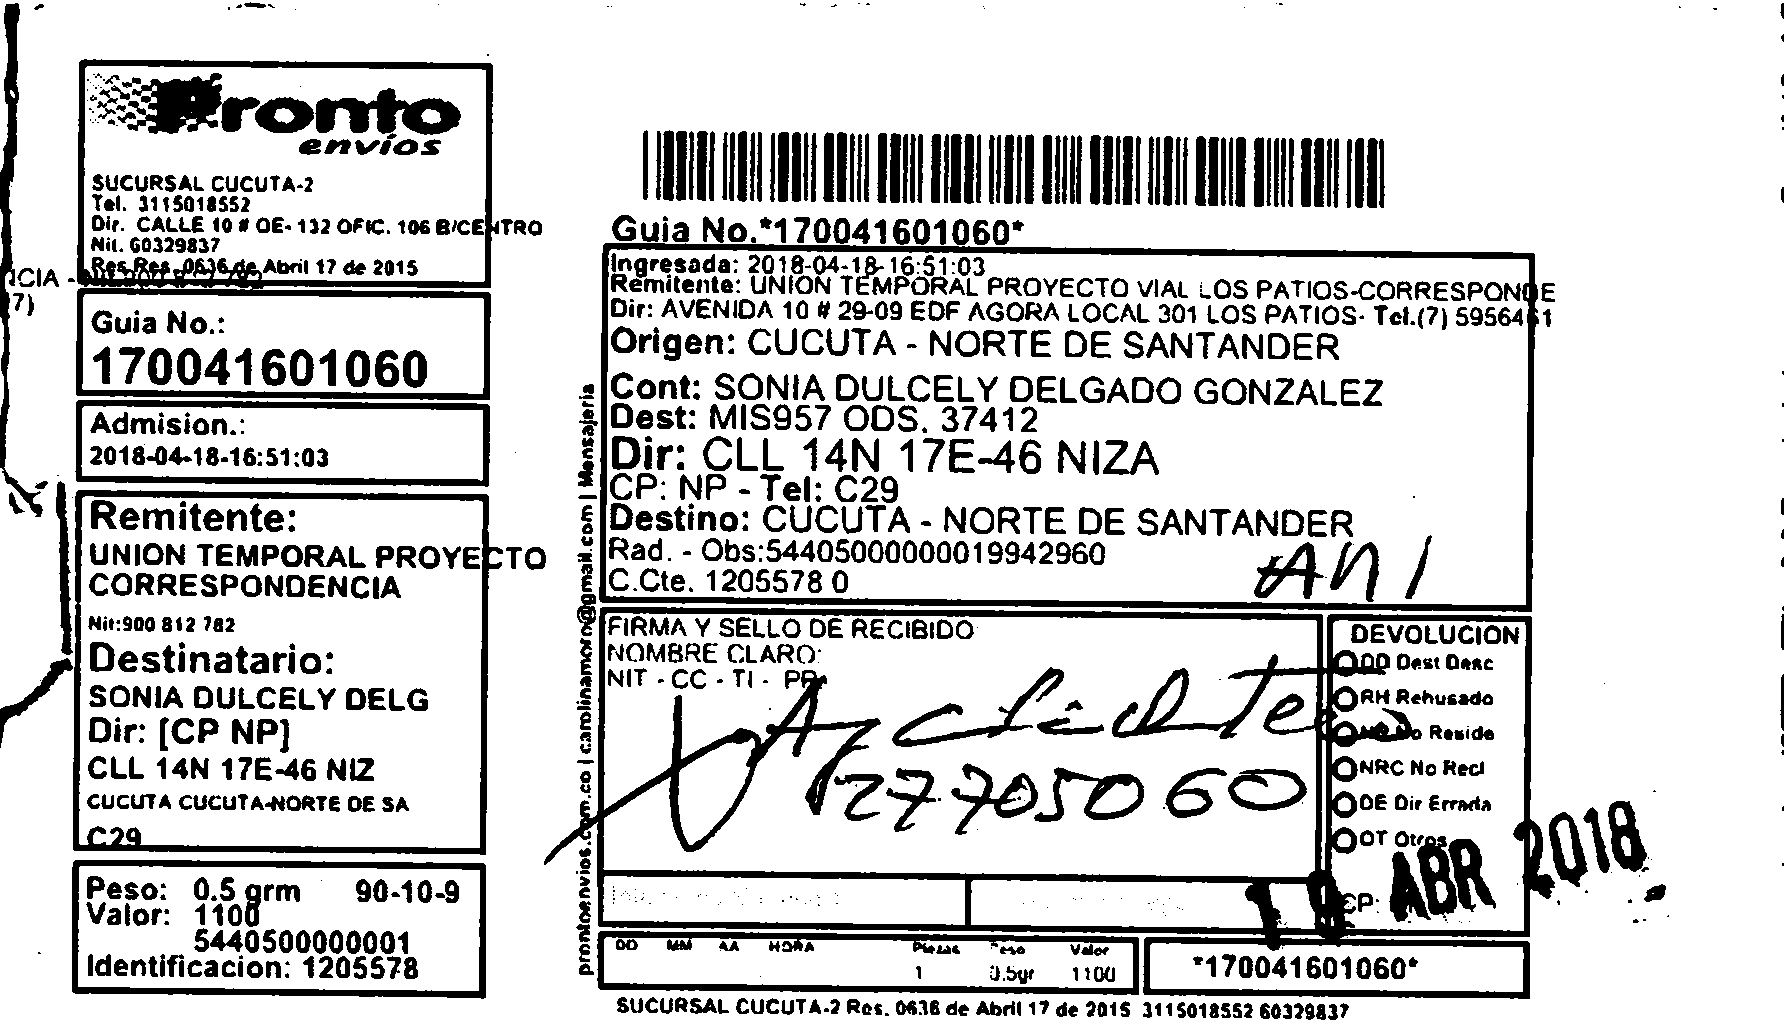 Pronto
envíos
SUCURSAL CUCUTA-2
Tel. 3115018552
Dir. CALLE 10 # OE-132 OFIC. 106 B/CENTRO
Nit. 60329837
Res.Res. 0636 de Abril 17 de 2015
NCIA -
7)
Guia No.:
170041601060
Admision.:
2018-04-18-16:51:03
Remitente:
UNION TEMPORAL PROYECTO
CORRESPONDENCIA
Nit:900 812 782
Destinatario:
SONIA DULCELY DELG
Dir: [CP NP]
CLL 14N 17E-46 NIZ
CUCUTA CUCUTA-NORTE DE SA
C29
Peso: 0.5 grm 90-10-9
Valor: 1100
5440500000001
Identificacion: 1205578
prontoenvios.com.co | carolinamoro@gmail.com | Mensajeria
Guia No.*170041601060*
Ingresada: 2018-04-18-16:51:03
Remitente: UNION TEMPORAL PROYECTO VIAL LOS PATIOS-CORRESPONDE
Dir: AVENIDA 10 # 29-09 EDF AGORA LOCAL 301 LOS PATIOS- Tel.(7) 5956461
Origen: CUCUTA - NORTE DE SANTANDER
Cont: SONIA DULCELY DELGADO GONZALEZ
Dest: MIS957 ODS. 37412
Dir: CLL 14N 17E-46 NIZA
CP: NP - Tel: C29
Destino: CUCUTA - NORTE DE SANTANDER
Rad. - Obs:54405000000019942960
C.Cte. 1205578 0
ANI
FIRMA Y SELLO DE RECIBIDO
NOMBRE CLARO:
NIT - CC - TI - PP
27705060
DEVOLUCION
DD Dest Desc
RH Rehusado
NR No Reside
NRC No Recl
DE Dir Errada
OT Otros
CP:
ABR 2018
DD MM AA HORA Piezas Peso Valor
1 0.5gr 1100
*170041601060*
SUCURSAL CUCUTA-2 Res. 0636 de Abril 17 de 2015 3115018552 60329837